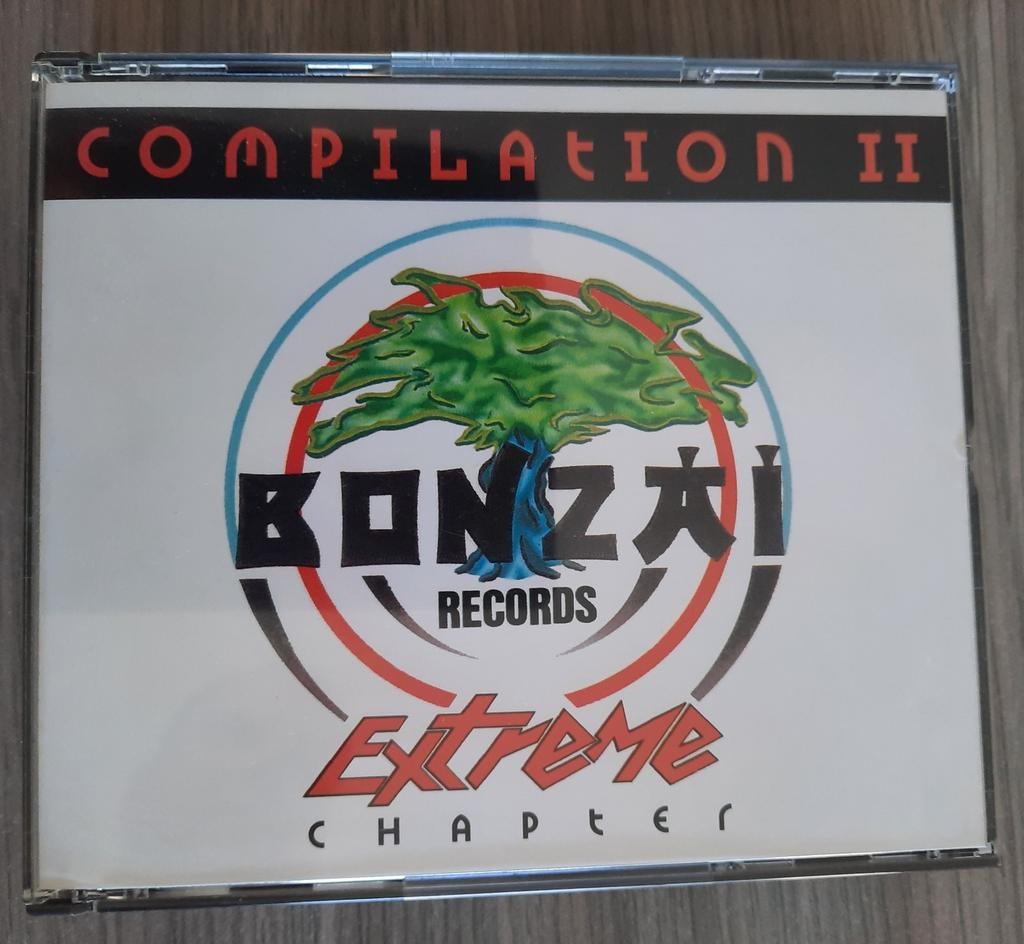 COMPILATION II
BONZAI
RECORDS
Extreme
CHAPTER